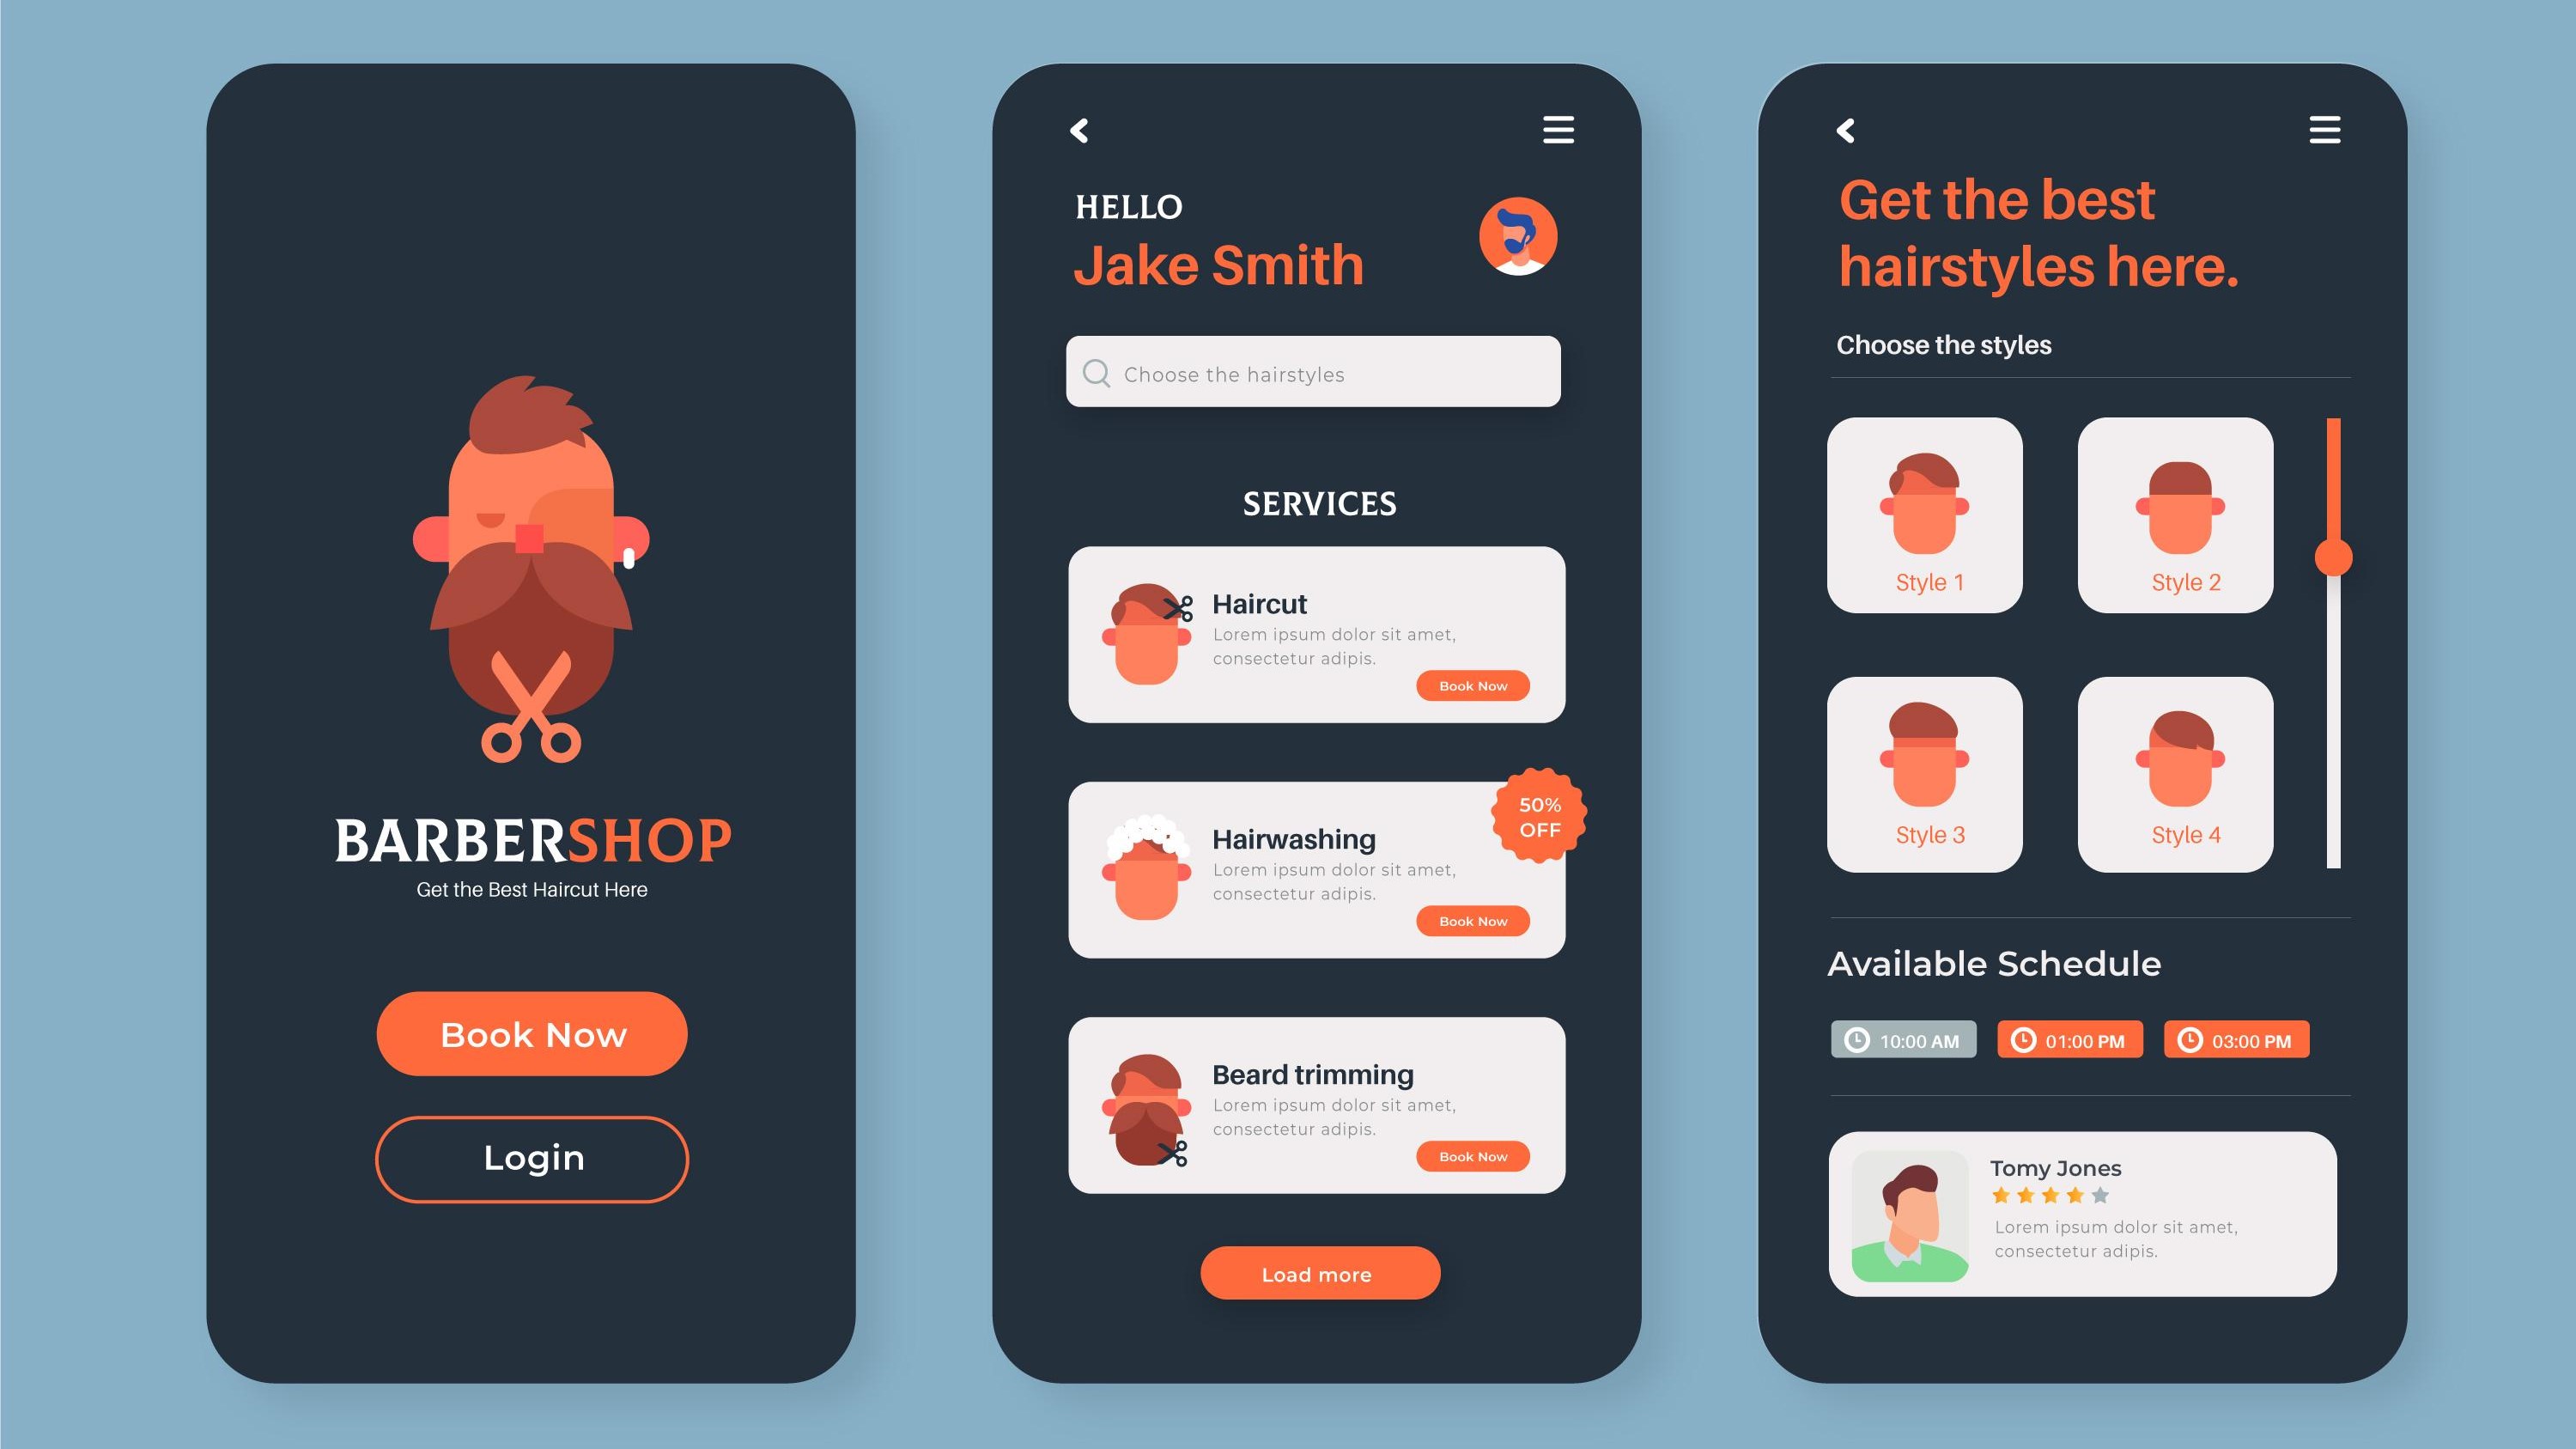 BARBERSHOP
Get the Best Haircut Here
Book Now
Login
HELLO
Jake Smith
Choose the hairstyles
SERVICES
Haircut
Lorem ipsum dolor sit amet,
consectetur adipis.
Book Now
50%
OFF
Hairwashing
Lorem ipsum dolor sit amet,
consectetur adipis.
Book Now
Beard trimming
Lorem ipsum dolor sit amet,
consectetur adipis.
Book Now
Load more
Get the best
hairstyles here.
Choose the styles
Style 1
Style 2
Style 3
Style 4
Available Schedule
10:00 AM
01:00 PM
03:00 PM
Tomy Jones
Lorem ipsum dolor sit amet,
consectetur adipis.